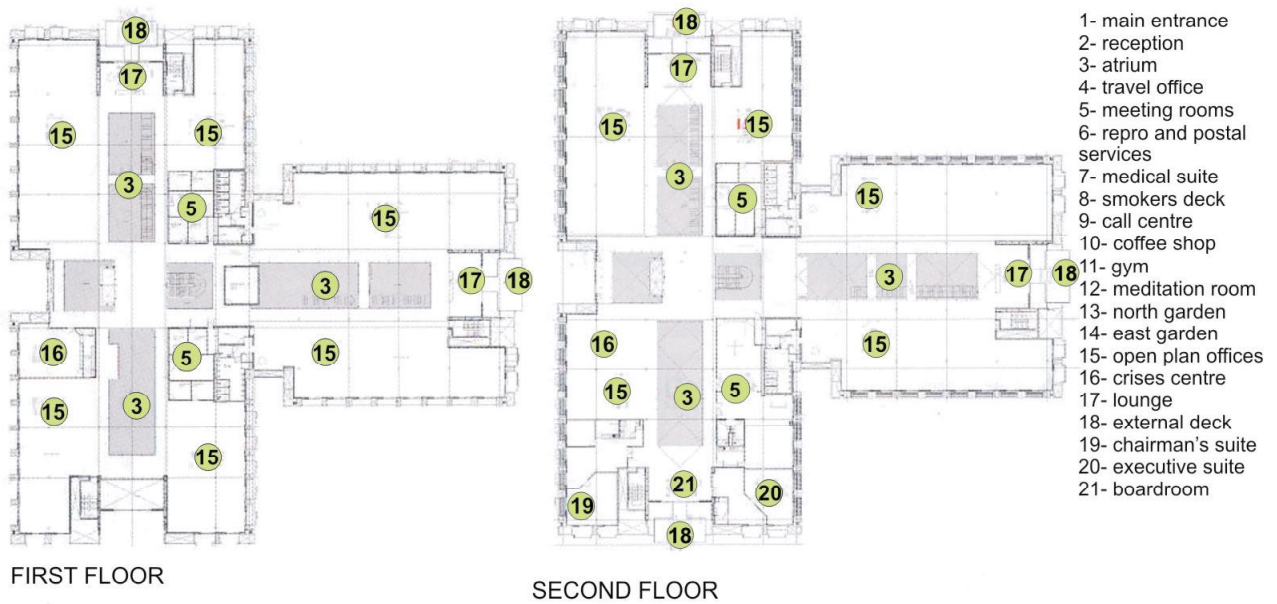 18
17
15
15
3
5
15
3
17
18
16
5
15
15
3
15
FIRST FLOOR
18
17
15
15
3
5
15
3
17
18
16
15
15
3
5
21
20
19
18
SECOND FLOOR
1- main entrance
2- reception
3- atrium
4- travel office
5- meeting rooms
6- repro and postal
services
7- medical suite
8- smokers deck
9- call centre
10- coffee shop
11- gym
12- meditation room
13- north garden
14- east garden
15- open plan offices
16- crises centre
17- lounge
18- external deck
19- chairman's suite
20- executive suite
21- boardroom